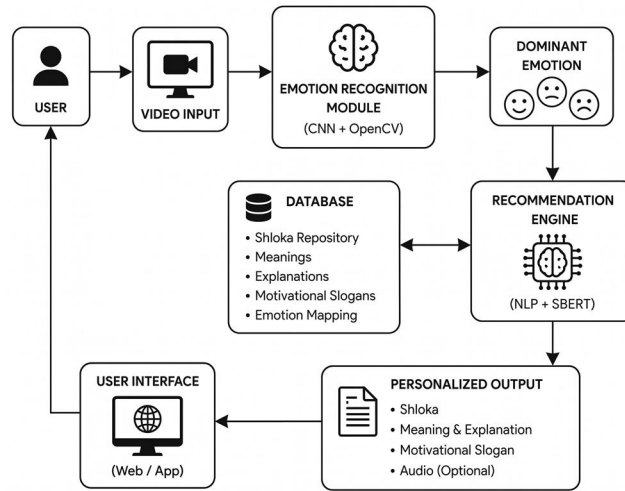 USER
VIDEO INPUT
EMOTION RECOGNITION
MODULE
(CNN + OpenCV)
DOMINANT
EMOTION
DATABASE
• Shloka Repository
• Meanings
• Explanations
• Motivational Slogans
• Emotion Mapping
RECOMMENDATION
ENGINE
(NLP + SBERT)
USER INTERFACE
(Web / App)
PERSONALIZED OUTPUT
• Shloka
• Meaning & Explanation
• Motivational Slogan
• Audio (Optional)